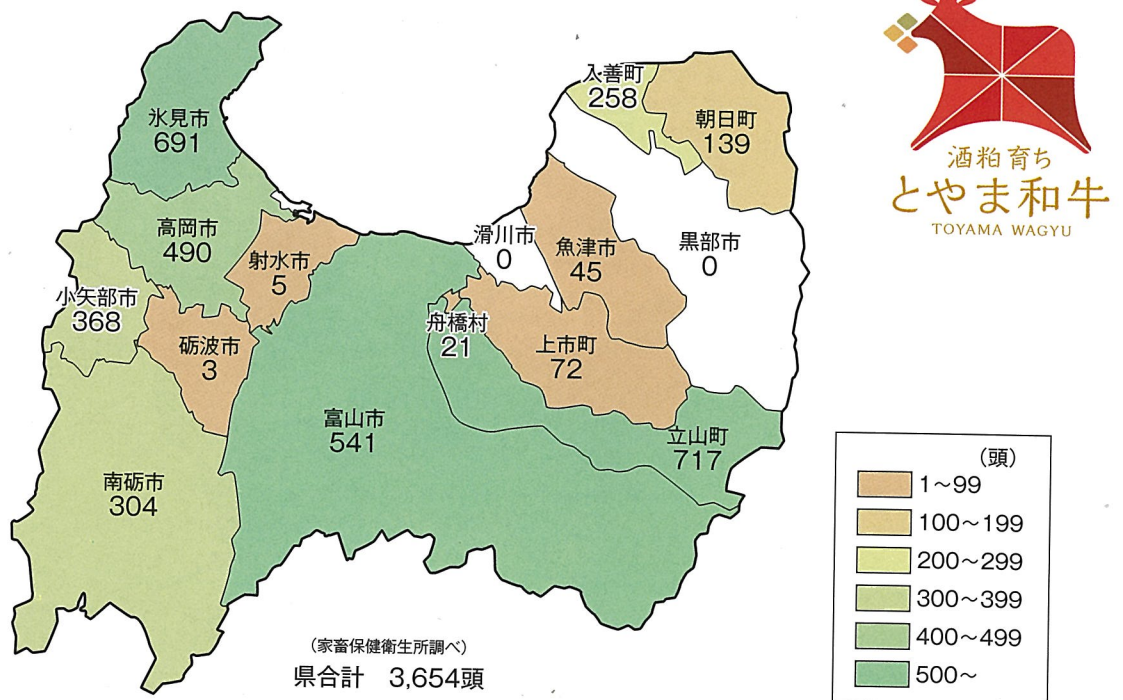 氷見市
691
高岡市
490
射水市
5
小矢部市
368
砺波市
3
南砺市
304
富山市
541
舟橋村
21
立山町
717
上市町
72
滑川市
0
魚津市
45
黒部市
0
入善町
258
朝日町
139
酒粕育ち
とやま和牛
TOYAMA WAGYU
(頭)
1～99
100～199
200～299
300～399
400～499
500～
(家畜保健衛生所調べ)
県合計 3,654頭